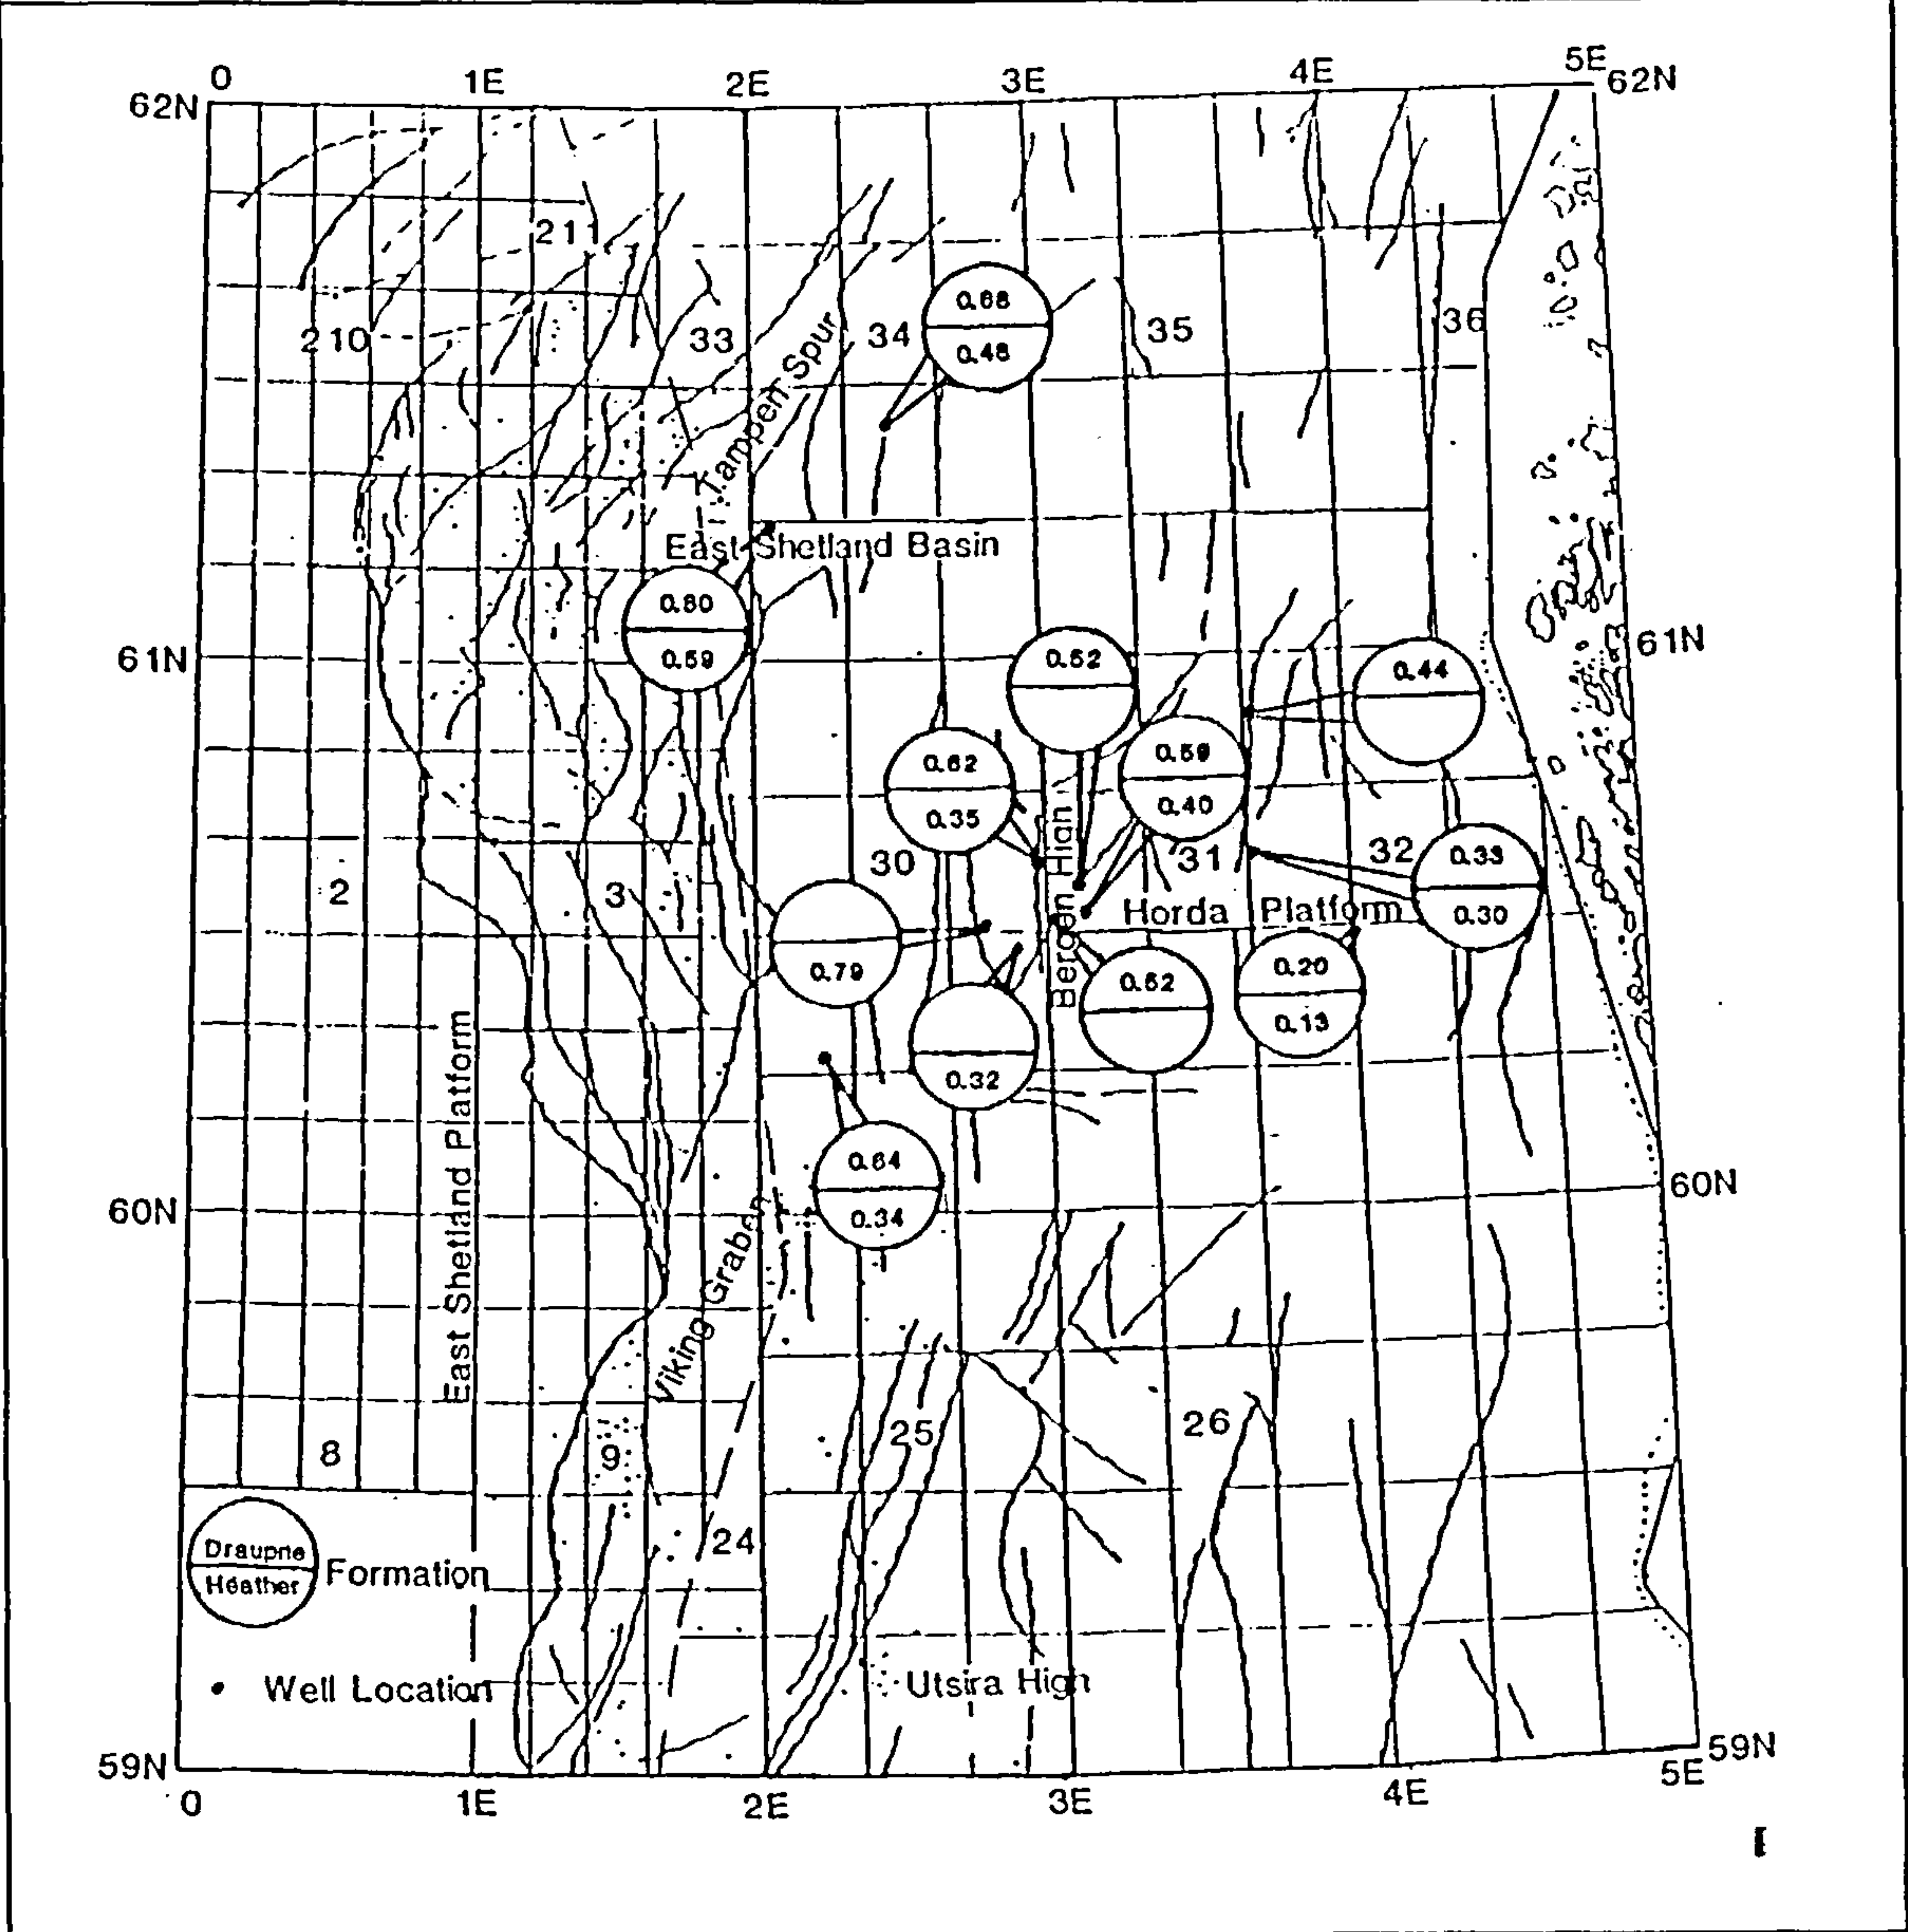 0
1E
2E
3E
4E
5E
62N
62N
211
210
33
34
35
36
0.68
0.48
Tampen Spur
East Shetland Basin
0.80
0.59
61N
61N
0.52
0.44
0.62
0.35
0.59
0.40
30
31
32
0.33
0.30
2
3
Bergen High
Horda Platform
0.79
0.52
0.20
0.13
0.32
East Shetland Platform
0.64
0.34
60N
60N
Viking Graben
8
9
25
26
24
Draupne
Heather
Formation
Well Location
Utsira High
59N
59N
0
1E
2E
3E
4E
5E